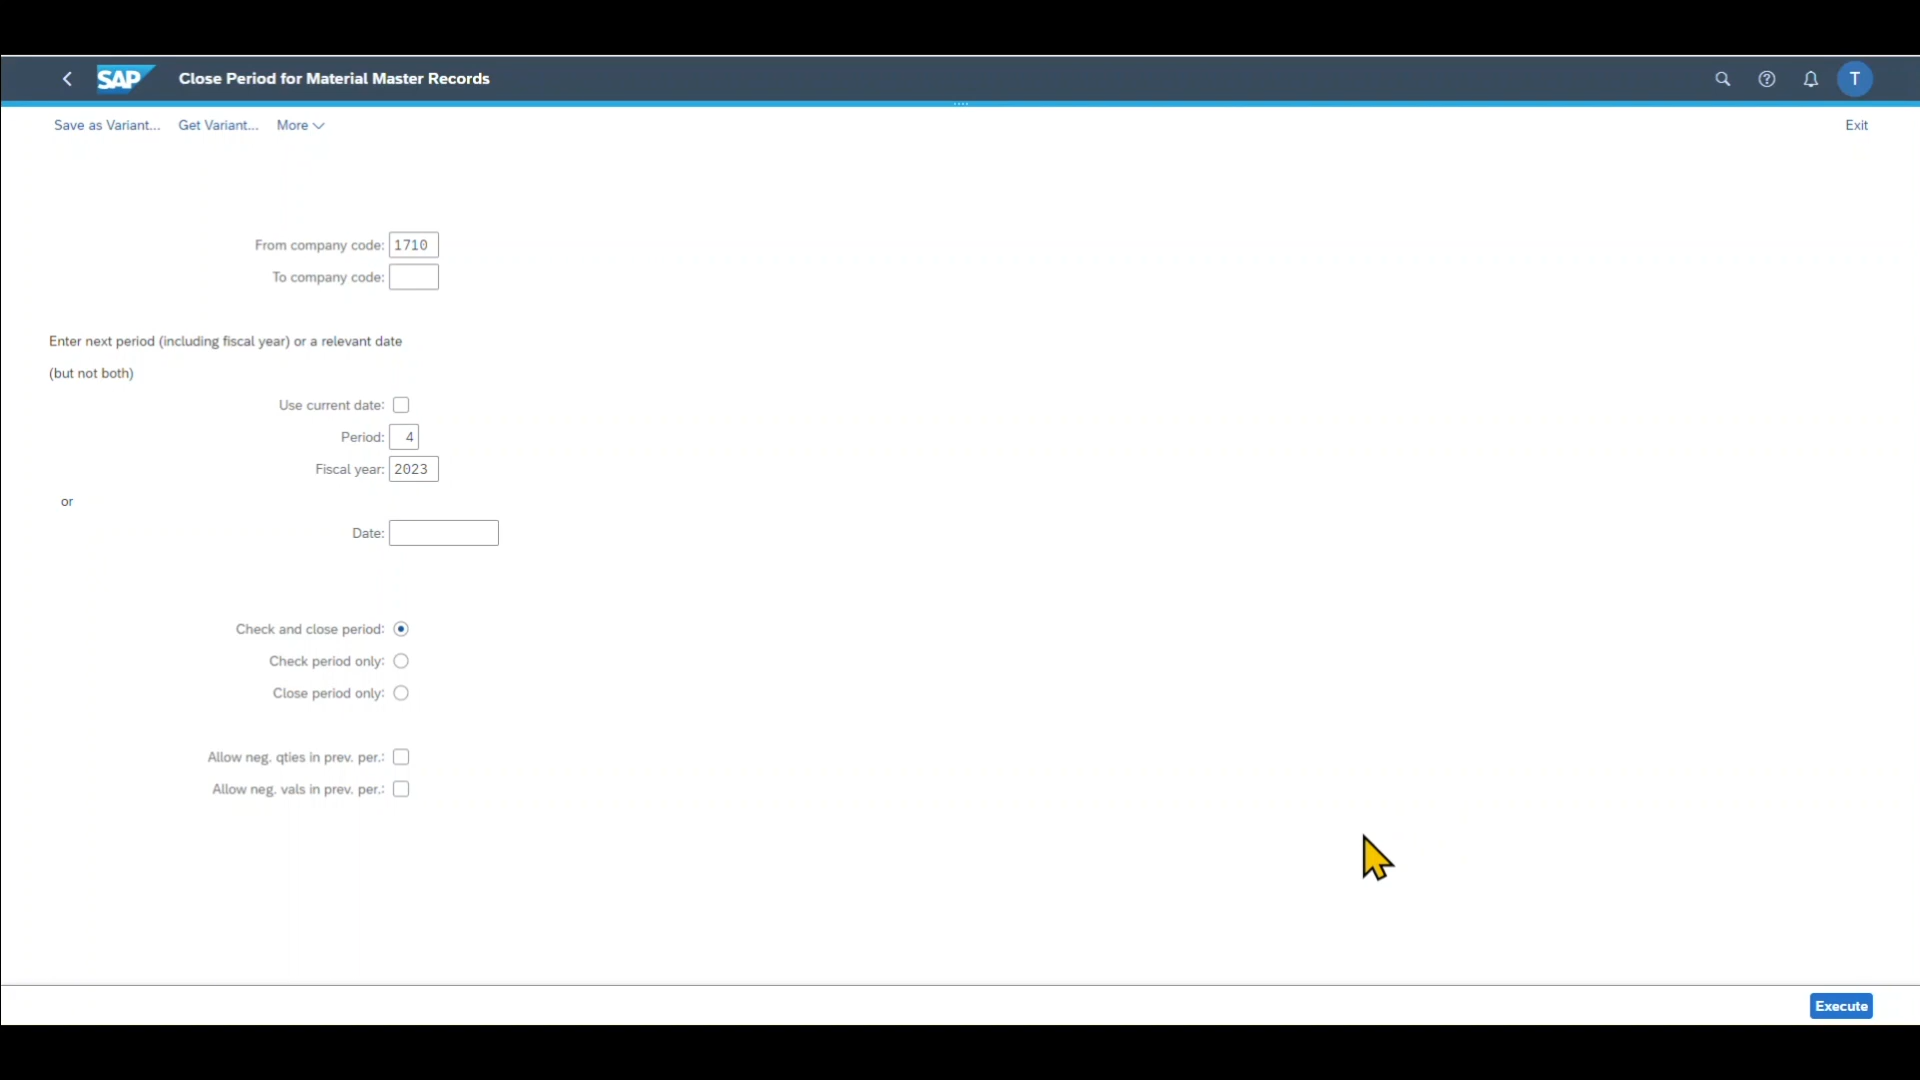 SAP Close Period for Material Master Records T
Save as Variant... Get Variant... More Exit
From company code: 1710
To company code:
Enter next period (including fiscal year) or a relevant date
(but not both)
Use current date:
Period: 4
Fiscal year: 2023
or
Date:
Check and close period:
Check period only:
Close period only:
Allow neg. qties in prev. per.:
Allow neg. vals in prev. per.:
Execute